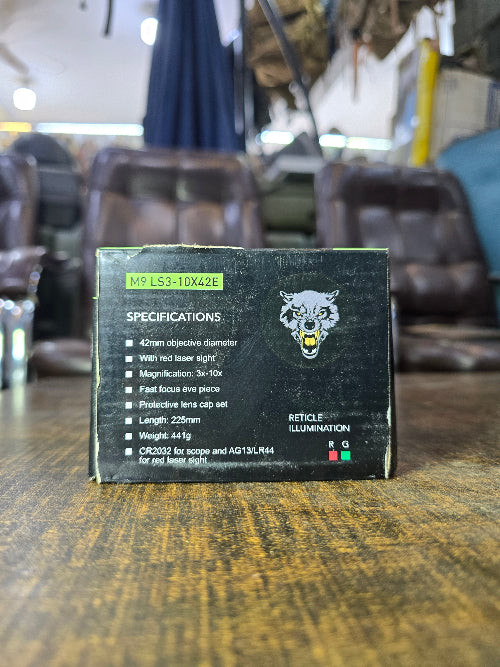 M9 LS3-10X42E
SPECIFICATIONS
42mm objective diameter
With red laser sight
Magnification: 3x-10x
Fast focus eye piece
Protective lens cap set
Length: 225mm
Weight: 441g
CR2032 for scope and AG13/LR44
for red laser sight
RETICLE
ILLUMINATION
R G